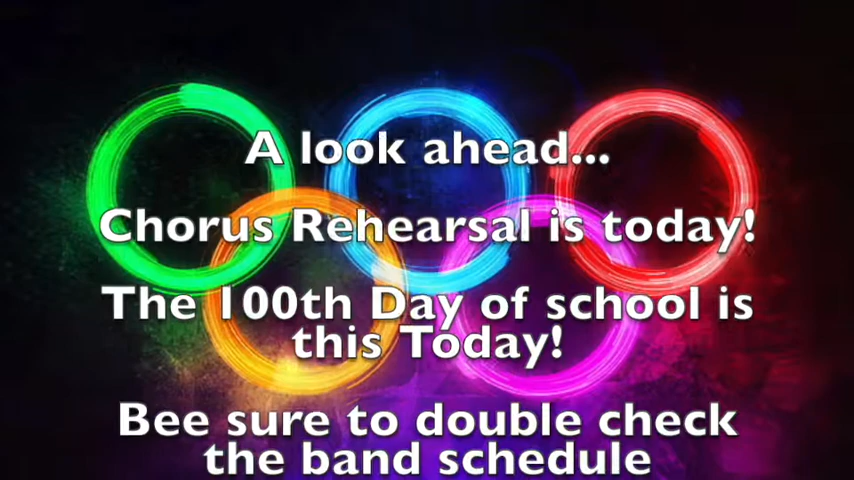 A look ahead...
Chorus Rehearsal is today!
The 100th Day of school is
this Today!
Bee sure to double check
the band schedule